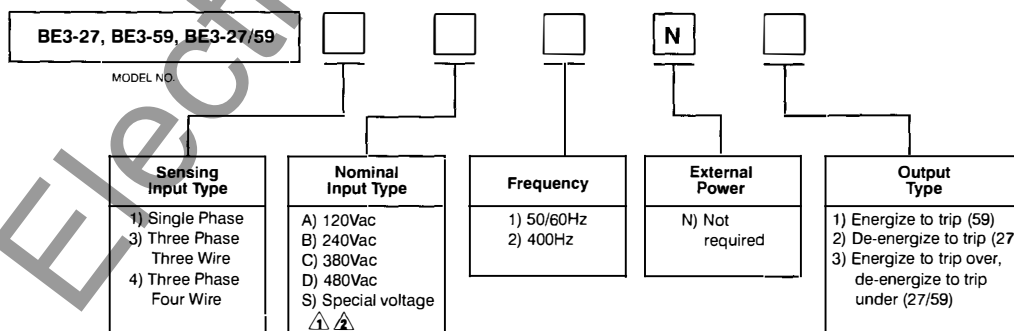 BE3-27, BE3-59, BE3-27/59
N
MODEL NO.
Electri
Sensing
Input Type
1) Single Phase
3) Three Phase
Three Wire
4) Three Phase
Four Wire
Nominal
Input Type
A) 120Vac
B) 240Vac
C) 380Vac
D) 480Vac
S) Special voltage
1 2
Frequency
1) 50/60Hz
2) 400Hz
External
Power
N) Not
required
Output
Type
1) Energize to trip (59)
2) De-energize to trip (27
3) Energize to trip over,
de-energize to trip
under (27/59)